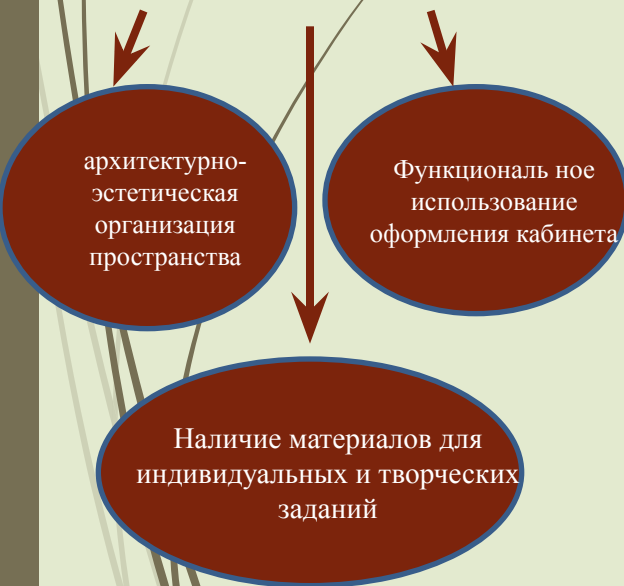 архитектурно-
эстетическая
организация
пространства
Функциональ ное
использование
оформления кабинета
Наличие материалов для
индивидуальных и творческих
заданий